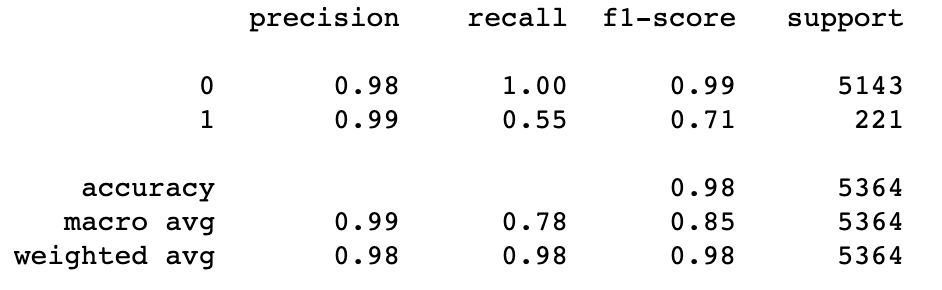 precision recall f1-score support
0 0.98 1.00 0.99 5143
1 0.99 0.55 0.71 221
accuracy 0.98 5364
macro avg 0.99 0.78 0.85 5364
weighted avg 0.98 0.98 0.98 5364